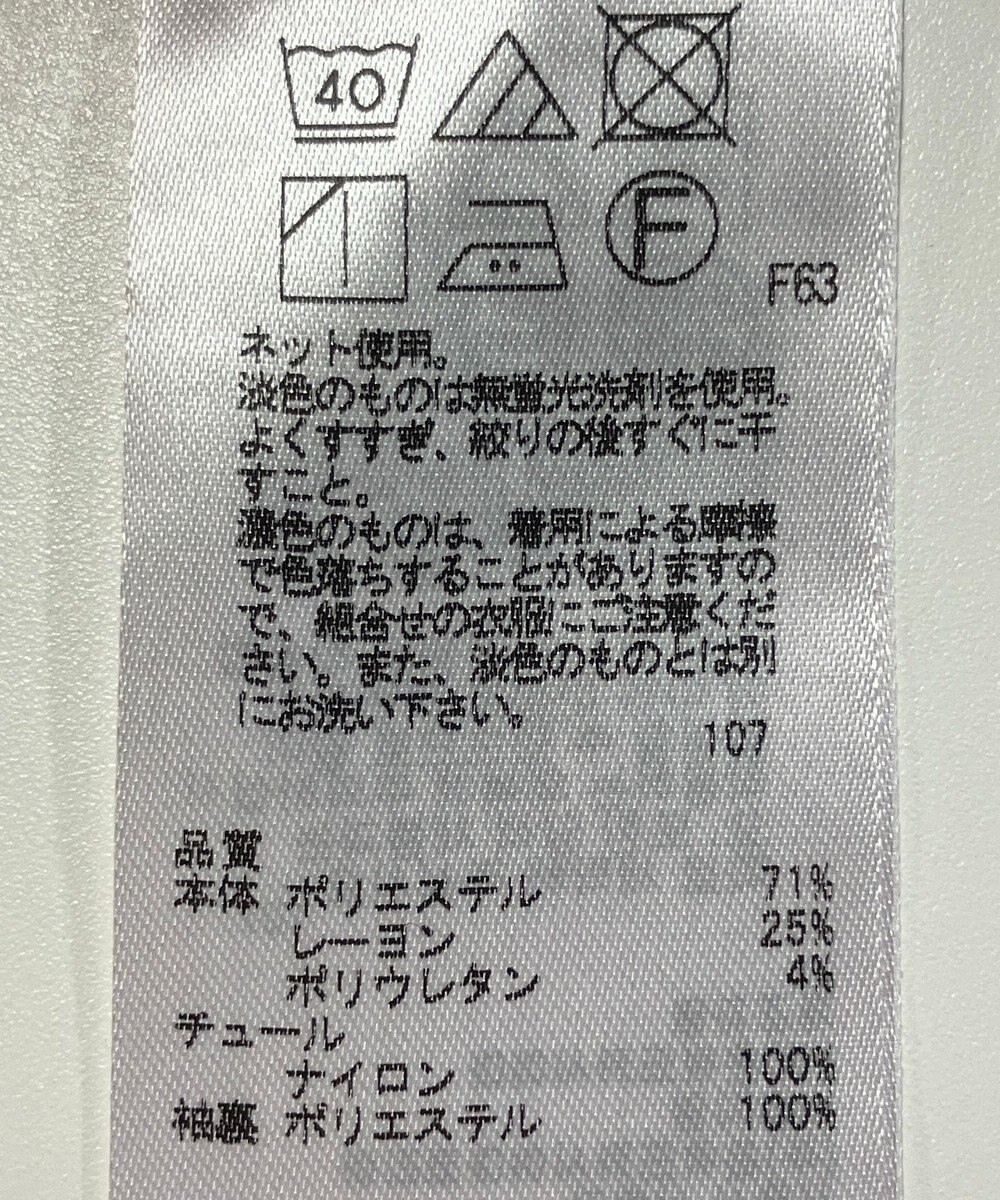 40
F
F63
ネット使用。
淡色のものは無蛍光洗剤を使用。
よくすすぎ、絞りの後すぐに干
すこと。
濃色のものは、着用による摩擦
で色落ちすることがありますの
で、組合せの衣服にご注意くだ
さい。また、淡色のものとは別
にお洗い下さい。
107
品質
本体 ポリエステル 71%
レーヨン 25%
ポリウレタン 4%
チュール
ナイロン 100%
袖裏 ポリエステル 100%